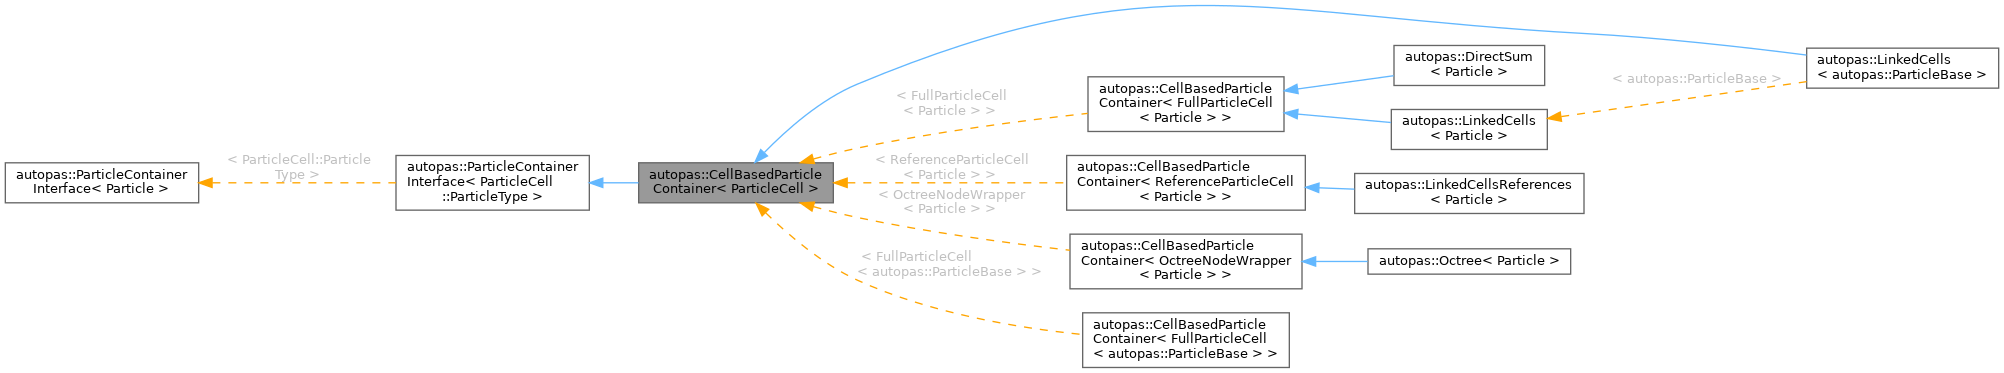 autopas::ParticleContainer
Interface< Particle >
< ParticleCell::Particle
Type > >
autopas::ParticleContainer
Interface< ParticleCell
::ParticleType >
autopas::CellBasedParticle
Container< ParticleCell >
< FullParticleCell
< Particle > >
< ReferenceParticleCell
< Particle > >
< OctreeNodeWrapper
< Particle > >
< FullParticleCell
< autopas::ParticleBase > >
autopas::CellBasedParticle
Container< FullParticleCell
< Particle > >
autopas::CellBasedParticle
Container< ReferenceParticleCell
< Particle > >
autopas::CellBasedParticle
Container< OctreeNodeWrapper
< Particle > >
autopas::CellBasedParticle
Container< FullParticleCell
< autopas::ParticleBase > >
autopas::DirectSum
< Particle >
autopas::LinkedCells
< Particle >
autopas::LinkedCellsReferences
< Particle >
autopas::Octree< Particle >
< autopas::ParticleBase >
autopas::LinkedCells
< autopas::ParticleBase >